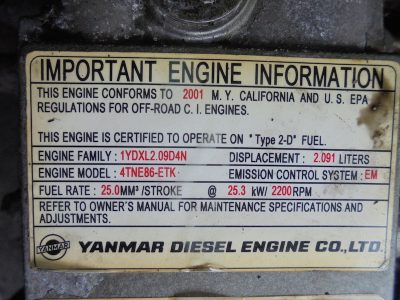 IMPORTANT ENGINE INFORMATION
THIS ENGINE CONFORMS TO 2001 M.Y. CALIFORNIA AND U.S. EPA
REGULATIONS FOR OFF-ROAD C.I. ENGINES.
THIS ENGINE IS CERTIFIED TO OPERATE ON "Type 2-D" FUEL.
ENGINE FAMILY : 1YDXL2.09D4N DISPLACEMENT : 2.091 LITERS
ENGINE MODEL : 4TNE86-ETK EMISSION CONTROL SYSTEM : EM
FUEL RATE : 25.0MM³/STROKE @ 25.3 kW/ 2200RPM
REFER TO OWNER'S MANUAL FOR MAINTENANCE SPECIFICATIONS AND
ADJUSTMENTS.
YANMAR YANMAR DIESEL ENGINE CO.,LTD.